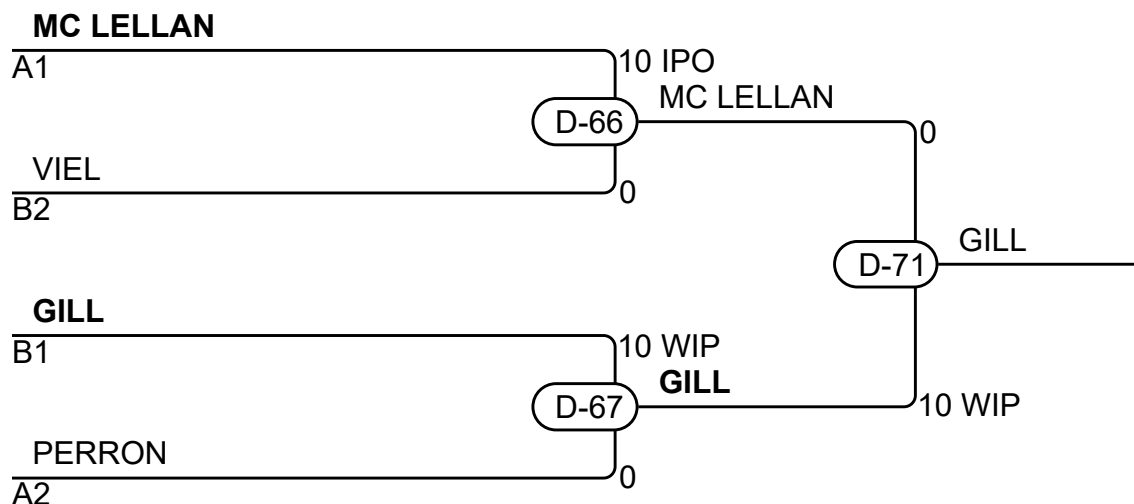 MC LELLAN
A1
10 IPO
MC LELLAN
D-66
0
VIEL
B2
0
D-71
GILL
GILL
B1
10 WIP
GILL
D-67
10 WIP
PERRON
A2
0